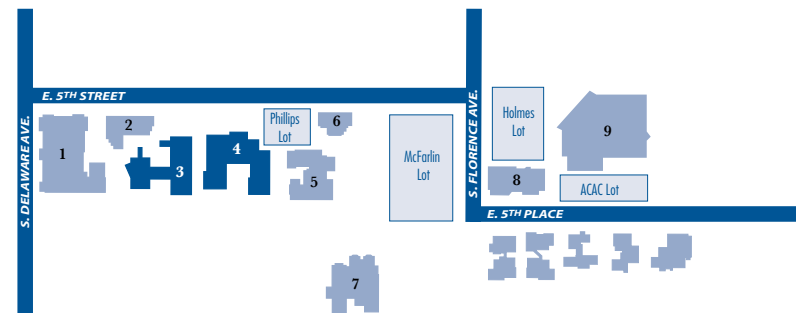 E. 5TH STREET
S. DELAWARE AVE.
S. FLORENCE AVE.
E. 5TH PLACE
Phillips
Lot
McFarlin
Lot
Holmes
Lot
ACAC Lot
1
2
3
4
5
6
7
8
9